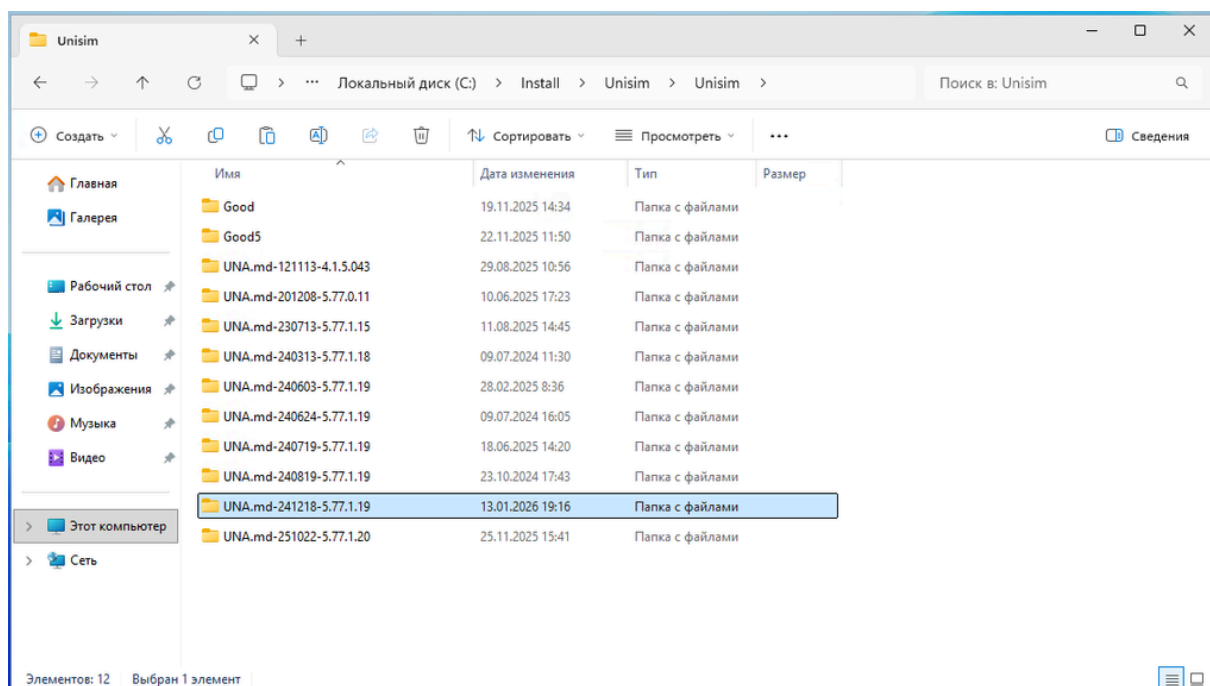 Unisim
Локальный диск (C:) > Install > Unisim > Unisim >
Поиск в: Unisim
Создать
Сортировать
Просмотреть
Сведения
Главная
Галерея
Рабочий стол
Загрузки
Документы
Изображения
Музыка
Видео
Этот компьютер
Сеть
Имя Дата изменения Тип Размер
Good 19.11.2025 14:34 Папка с файлами
Good5 22.11.2025 11:50 Папка с файлами
UNA.md-121113-4.1.5.043 29.08.2025 10:56 Папка с файлами
UNA.md-201208-5.77.0.11 10.06.2025 17:23 Папка с файлами
UNA.md-230713-5.77.1.15 11.08.2025 14:45 Папка с файлами
UNA.md-240313-5.77.1.18 09.07.2024 11:30 Папка с файлами
UNA.md-240603-5.77.1.19 28.02.2025 8:36 Папка с файлами
UNA.md-240624-5.77.1.19 09.07.2024 16:05 Папка с файлами
UNA.md-240719-5.77.1.19 18.06.2025 14:20 Папка с файлами
UNA.md-240819-5.77.1.19 23.10.2024 17:43 Папка с файлами
UNA.md-241218-5.77.1.19 13.01.2026 19:16 Папка с файлами
UNA.md-251022-5.77.1.20 25.11.2025 15:41 Папка с файлами
Элементов: 12 Выбран 1 элемент